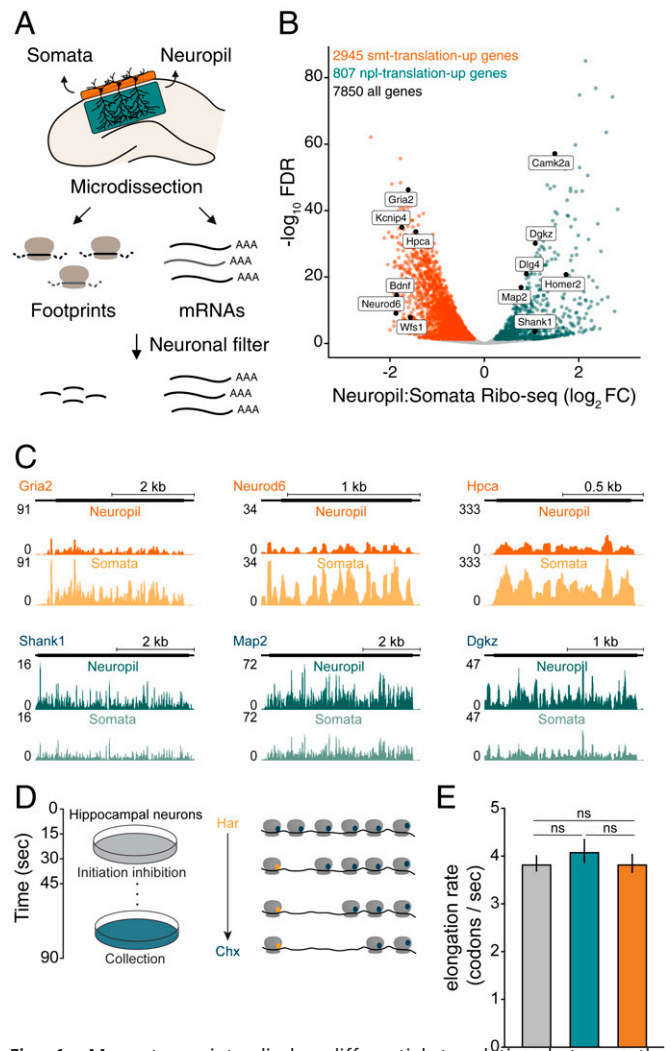 A
Somata
Neuropil
Microdissection
AAA
AAA
AAA
Footprints
mRNAs
Neuronal filter
AAA
AAA
AAA
B
2945 smt-translation-up genes
807 npl-translation-up genes
7850 all genes
80
60
40
20
0
-log10 FDR
Camk2a
Gria2
Kcnip4
Hpca
Dgkz
Dlg4
Homer2
Map2
Bdnf
Neurod6
Wfs1
Shank1
-2
0
2
Neuropil:Somata Ribo-seq (log2 FC)
C
Gria2
2 kb
91
Neuropil
0
91
Somata
0
Neurod6
1 kb
34
Neuropil
0
34
Somata
0
Hpca
0.5 kb
333
Neuropil
0
333
Somata
0
Shank1
2 kb
16
Neuropil
0
16
Somata
0
Map2
2 kb
72
Neuropil
0
72
Somata
0
Dgkz
1 kb
47
Neuropil
0
47
Somata
0
D
Time (sec)
0
15
30
45
90
Hippocampal neurons
Initiation inhibition
Collection
Har
Chx
E
elongation rate
(codons / sec)
5
4
3
2
1
0
ns
ns
ns